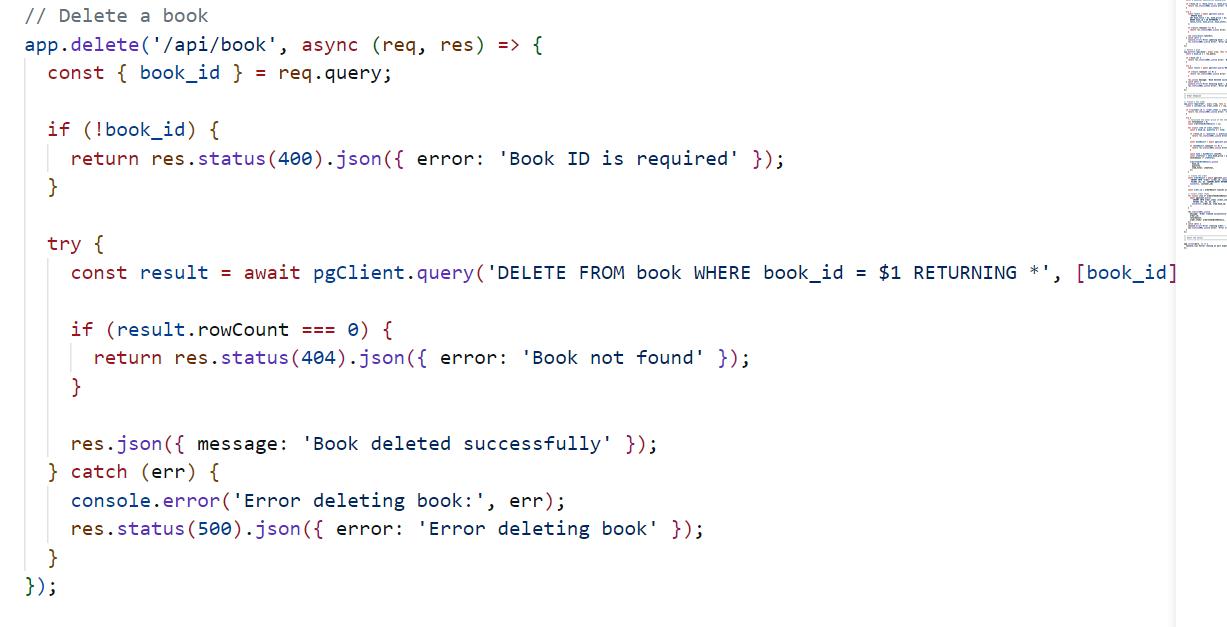 // Delete a book
app.delete('/api/book', async (req, res) => {
  const { book_id } = req.query;

  if (!book_id) {
    return res.status(400).json({ error: 'Book ID is required' });
  }

  try {
    const result = await pgClient.query('DELETE FROM book WHERE book_id = $1 RETURNING *', [book_id]

    if (result.rowCount === 0) {
      return res.status(404).json({ error: 'Book not found' });
    }

    res.json({ message: 'Book deleted successfully' });
  } catch (err) {
    console.error('Error deleting book:', err);
    res.status(500).json({ error: 'Error deleting book' });
  }
});